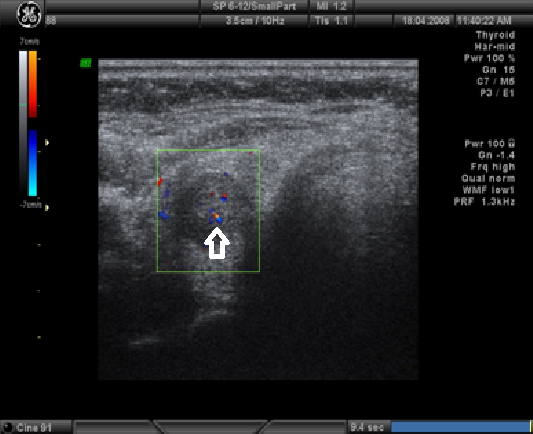 SP 6-12/SmallPart MI 1.2
88 3.5cm / 10Hz TIs 1.1 18.04.2008 11:40:22 AM
7cm/s
-7cm/s
Thyroid
Har-mid
Pwr 100 %
Gn 15
C7 / M5
P3 / E1
Pwr 100
Gn -1.4
Frq high
Qual norm
WMF low1
PRF 1.3kHz
Cine 91 9.4 sec